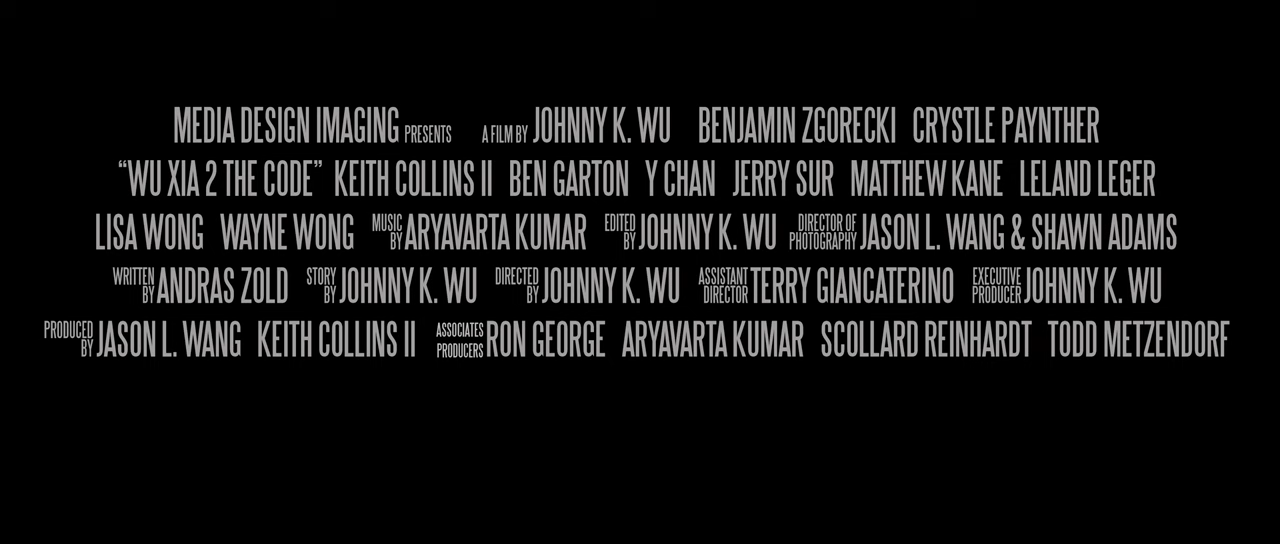 MEDIA DESIGN IMAGING PRESENTS A FILM BY JOHNNY K. WU BENJAMIN ZGORECKI CRYSTLE PAYNTHER
“WU XIA 2 THE CODE” KEITH COLLINS II BEN GARTON Y CHAN JERRY SUR MATTHEW KANE LELAND LEGER
LISA WONG WAYNE WONG MUSIC BY ARYAVARTA KUMAR EDITED BY JOHNNY K. WU DIRECTOR OF PHOTOGRAPHY JASON L. WANG & SHAWN ADAMS
WRITTEN BY ANDRAS ZOLD STORY BY JOHNNY K. WU DIRECTED BY JOHNNY K. WU ASSISTANT DIRECTOR TERRY GIANCATERINO EXECUTIVE PRODUCER JOHNNY K. WU
PRODUCED BY JASON L. WANG KEITH COLLINS II ASSOCIATES PRODUCERS RON GEORGE ARYAVARTA KUMAR SCOLLARD REINHARDT TODD METZENDORF